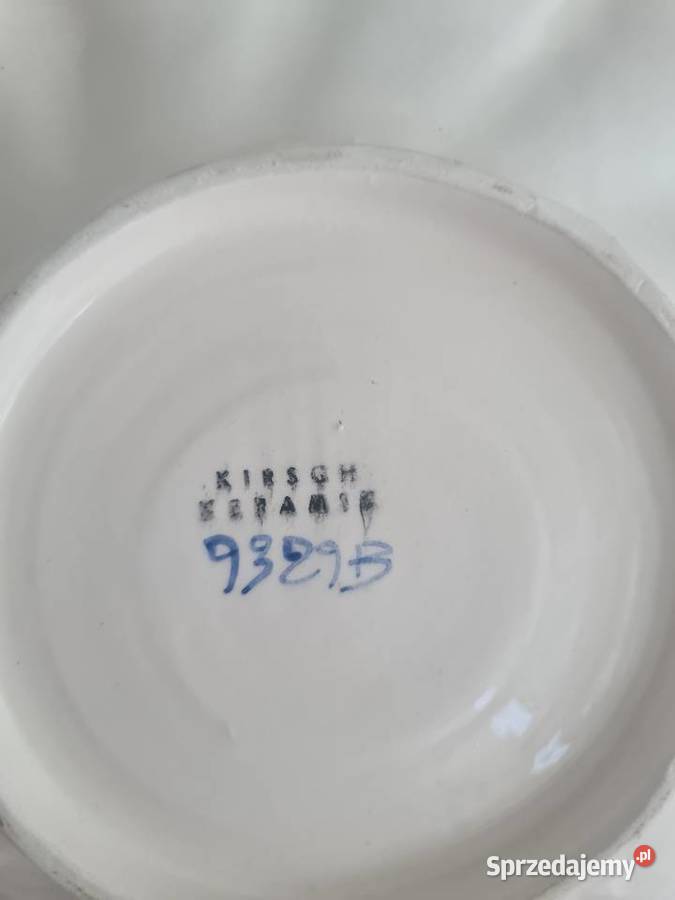 KIRSCH
KERAMIK
9329B
Sprzedajemy.pl